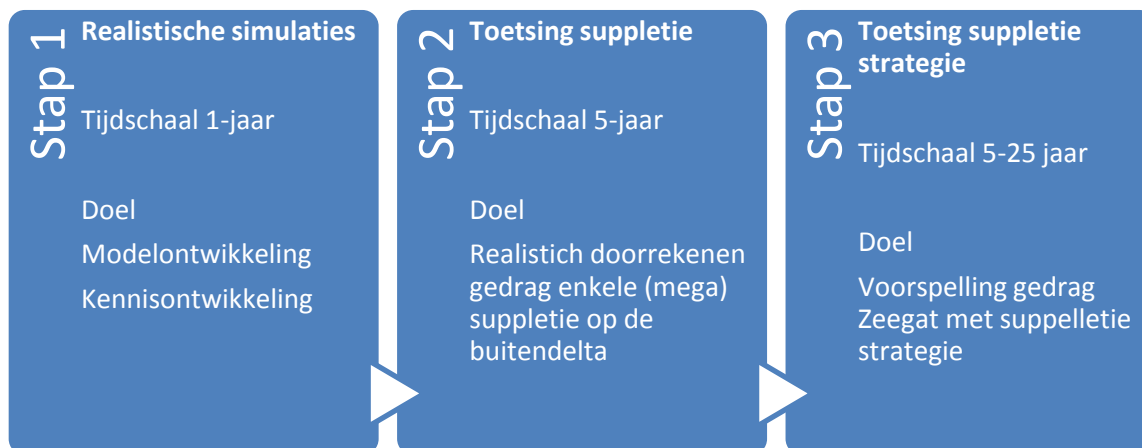 Stap 1
Realistische simulaties
Tijdschaal 1-jaar
Doel
Modelontwikkeling
Kennisontwikkeling
Stap 2
Toetsing suppletie
Tijdschaal 5-jaar
Doel
Realistich doorrekenen
gedrag enkele (mega)
suppletie op de
buitendelta
Stap 3
Toetsing suppletie
strategie
Tijdschaal 5-25 jaar
Doel
Voorspelling gedrag
Zeegat met suppelletie
strategie